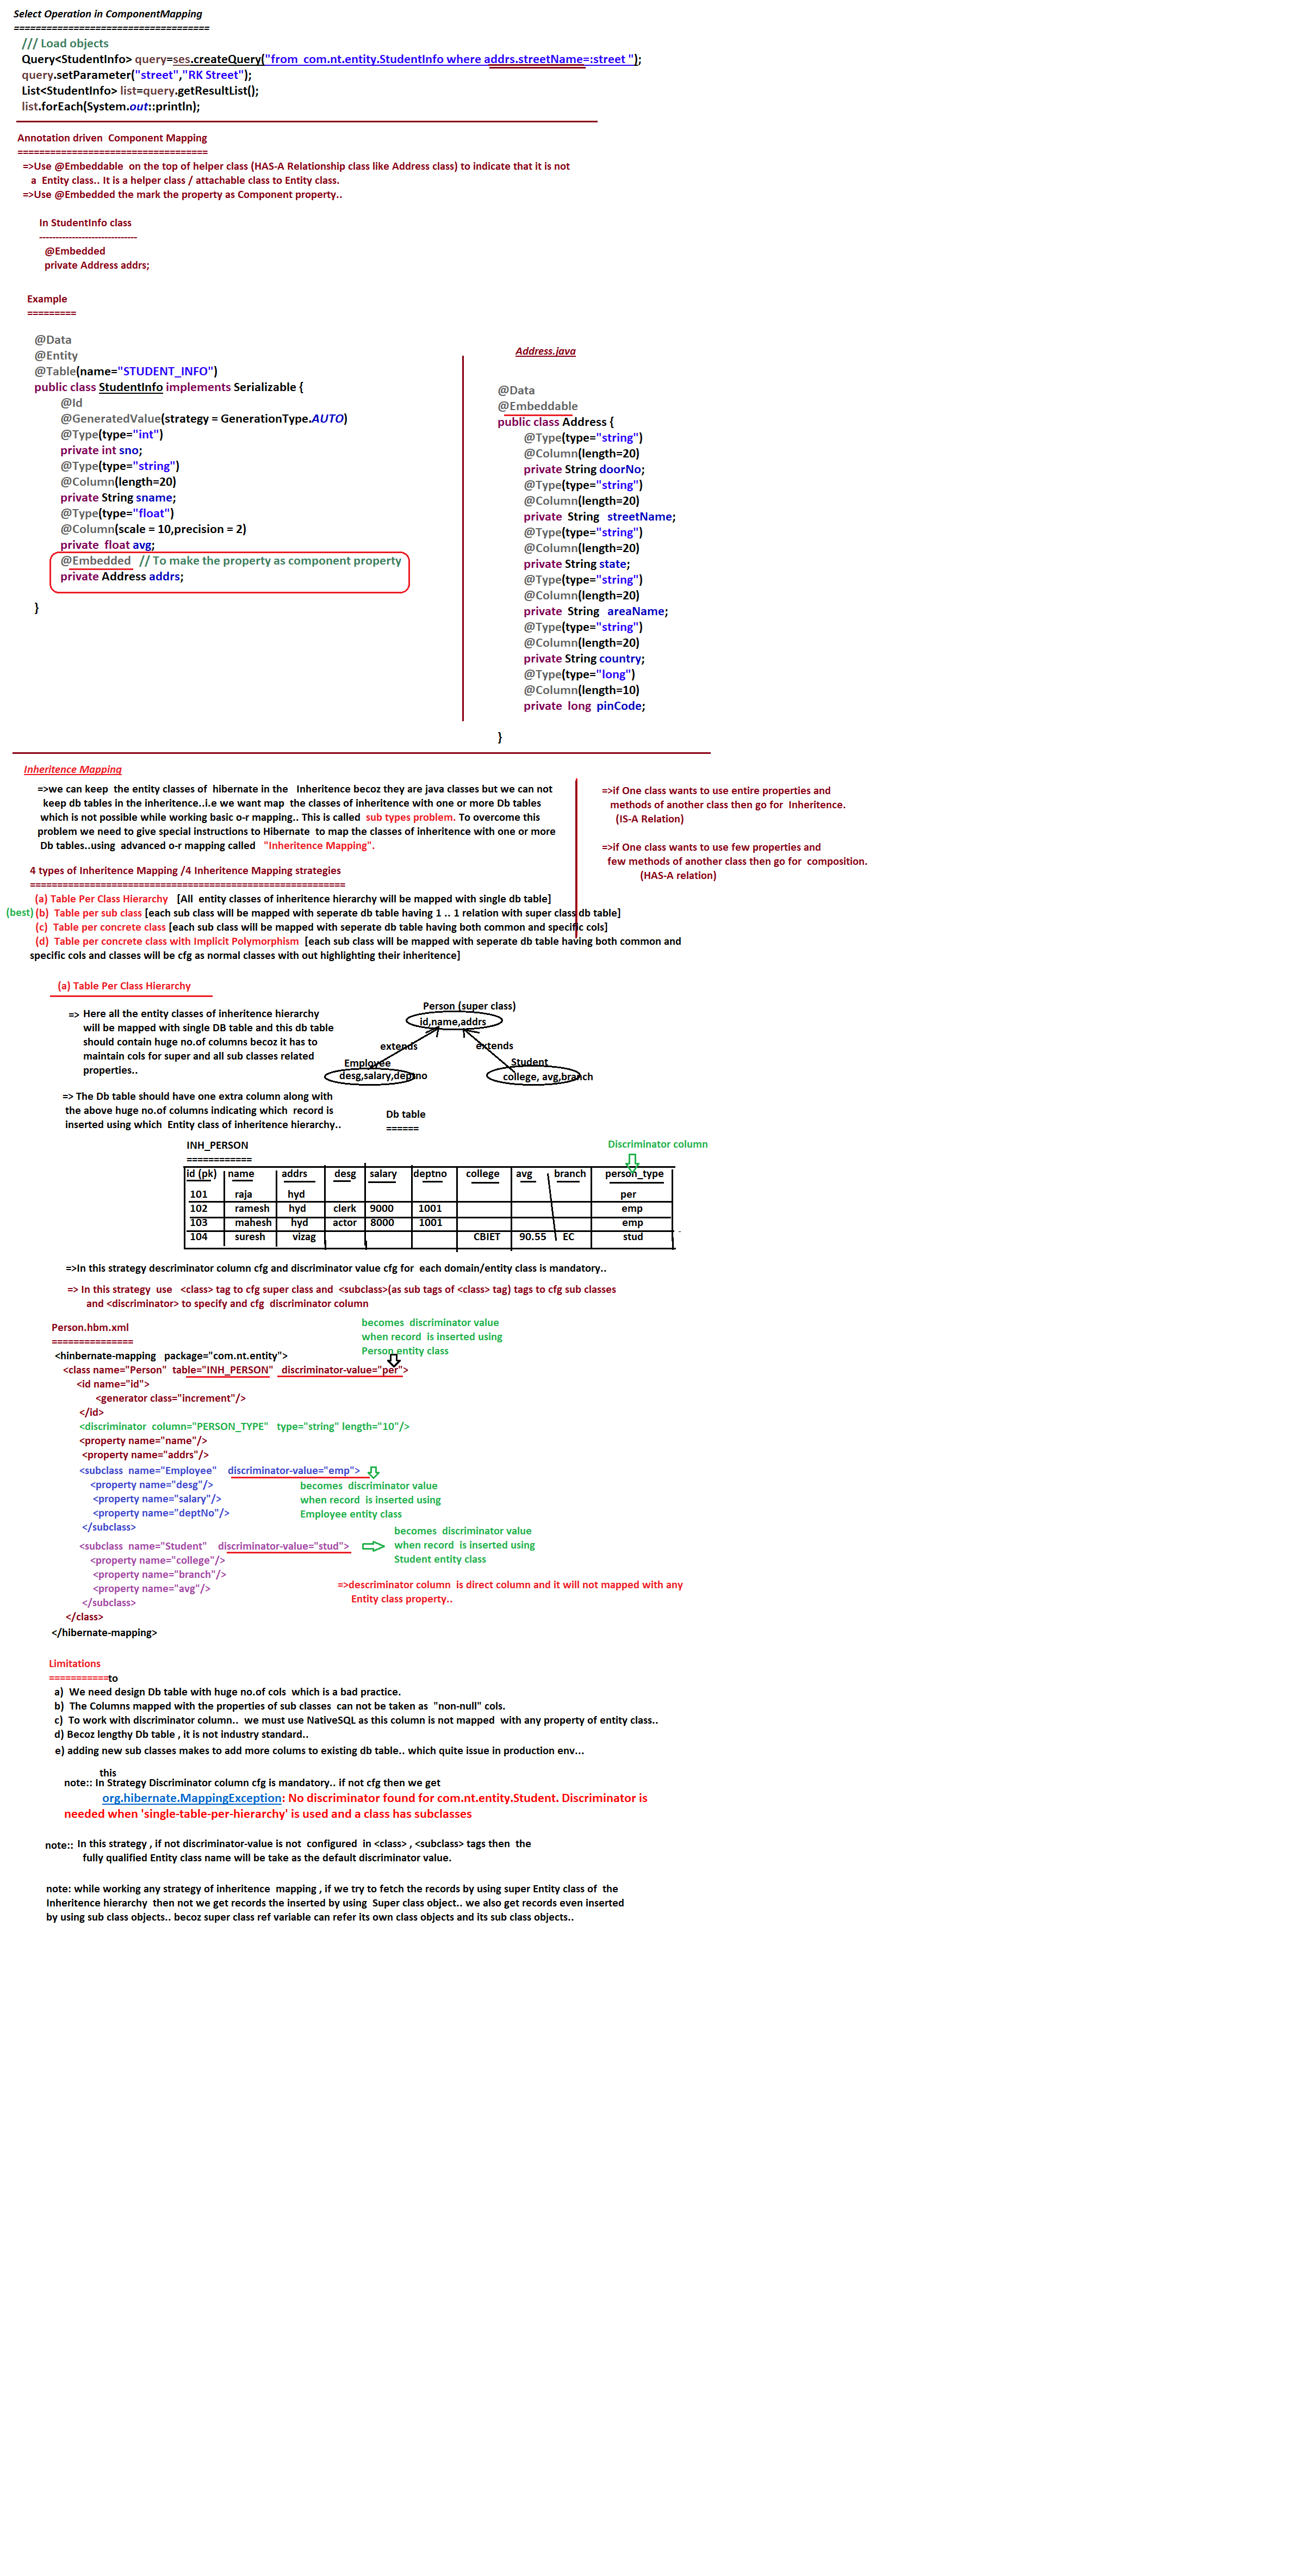 Select Operation in ComponentMapping
====================================
/// Load objects
Query<StudentInfo> query=ses.createQuery("from  com.nt.entity.StudentInfo where addrs.streetName=:street ");
query.setParameter("street","RK Street");
List<StudentInfo> list=query.getResultList();
list.forEach(System.out::println);
Annotation driven  Component Mapping
===================================
=>Use @Embeddable  on the top of helper class (HAS-A Relationship class like Address class) to indicate that it is not
a  Entity class.. It is a helper class / attachable class to Entity class.
=>Use @Embedded the mark the property as Component property..
In StudentInfo class
------------------------------
@Embedded
private Address addrs;
Example
=========
@Data
@Entity
@Table(name="STUDENT_INFO")
public class StudentInfo implements Serializable {
@Id
@GeneratedValue(strategy = GenerationType.AUTO)
@Type(type="int")
private int sno;
@Type(type="string")
@Column(length=20)
private String sname;
@Type(type="float")
@Column(scale = 10,precision = 2)
private  float avg;
@Embedded   // To make the property as component property
private Address addrs;
}
Address.java
@Data
@Embeddable
public class Address {
@Type(type="string")
@Column(length=20)
private String doorNo;
@Type(type="string")
@Column(length=20)
private  String   streetName;
@Type(type="string")
@Column(length=20)
private String state;
@Type(type="string")
@Column(length=20)
private  String   areaName;
@Type(type="string")
@Column(length=20)
private String country;
@Type(type="long")
@Column(length=10)
private  long  pinCode;
}
Inheritence Mapping
=>we can keep  the entity classes of  hibernate in the   Inheritence becoz they are java classes but we can not
keep db tables in the inheritence..i.e we want map  the classes of inheritence with one or more Db tables
which is not possible while working basic o-r mapping.. This is called  sub types problem. To overcome this
problem we need to give special instructions to Hibernate  to map the classes of inheritence with one or more
Db tables..using  advanced o-r mapping called   "Inheritence Mapping".
=>if One class wants to use entire properties and
methods of another class then go for  Inheritence.
(IS-A Relation)
=>if One class wants to use few properties and
few methods of another class then go for  composition.
(HAS-A relation)
4 types of Inheritance Mapping /4 Inheritence Mapping strategies
=========================================================
(a) Table Per Class Hierarchy   [All  entity classes of inheritence hierarchy will be mapped with single db table]
(best) (b)  Table per sub class [each sub class will be mapped with seperate db table having 1 .. 1 relation with super class db table]
(c)  Table per concrete class [each sub class will be mapped with seperate db table having both common and specific cols]
(d)  Table per concrete class with Implicit Polymorphism  [each sub class will be mapped with seperate db table having both common and
specific cols and classes will be cfg as normal classes with out highlighting their inheritence]
(a) Table Per Class Hierarchy
=>  Here all the entity classes of inheritence hierarchy
will be mapped with single DB table and this db table
should contain huge no.of columns becoz it has to
maintain cols for super and all sub classes related
properties..
Person (super class)
id,name,addrs
extends
extends
Employee
Student
desg,salary,deptno
college, avg,branch
=> The Db table should have one extra column along with
the above huge no.of columns indicating which  record is
inserted using which  Entity class of inheritence hierarchy..
Db table
======
INH_PERSON
============
Discriminator column
id (pk)   name   addrs   desg   salary   deptno   college   avg   branch   person_type
101   raja   hyd   per
102   ramesh   hyd   clerk   9000   1001   emp
103   mahesh   hyd   actor   8000   1001   emp
104   suresh   vizag   CBIET   90.55   EC   stud
=>In this strategy descriminator column cfg and discriminator value cfg for  each domain/entity class is mandatory..
=> In this strategy  use   <class> tag to cfg super class and  <subclass>(as sub tags of <class> tag) tags to cfg sub classes
and <discriminator> to specify and cfg  discriminator column
becomes  discriminator value
when record  is inserted using
Person entity class
Person.hbm.xml
===============
<hinbernate-mapping   package="com.nt.entity">
<class name="Person"  table="INH_PERSON"   discriminator-value="per">
<id name="id">
<generator class="increment"/>
</id>
<discriminator  column="PERSON_TYPE"   type="string" length="10"/>
<property name="name"/>
<property name="addrs"/>
<subclass  name="Employee"    discriminator-value="emp">
<property name="desg"/>
<property name="salary"/>
<property name="deptNo"/>
</subclass>
becomes  discriminator value
when record  is inserted using
Employee entity class
<subclass  name="Student"    discriminator-value="stud">
<property name="college"/>
<property name="branch"/>
<property name="avg"/>
</subclass>
</class>
</hibernate-mapping>
becomes  discriminator value
when record  is inserted using
Student entity class
=>descriminator column  is direct column and it will not mapped with any
Entity class property..
Limitations
===========to
a)  We need design Db table with huge no.of cols  which is a bad practice.
b)  The Columns mapped with the properties of sub classes  can not be taken as  "non-null" cols.
c)  To work with discriminator column..  we must use NativeSQL as this column is not mapped  with any property of entity class..
d) Becoz lengthy Db table , it is not industry standard..
e) adding new sub classes makes to add more colums to existing db table.. which quite issue in production env...
this
note:: In Strategy Discriminator column cfg is mandatory.. if not cfg then we get
org.hibernate.MappingException: No discriminator found for com.nt.entity.Student. Discriminator is
needed when 'single-table-per-hierarchy' is used and a class has subclasses
note::  In this strategy , if not discriminator-value is not  configured  in <class> , <subclass> tags then  the
fully qualified Entity class name will be take as the default discriminator value.
note: while working any strategy of inheritence  mapping , if we try to fetch the records by using super Entity class of  the
Inheritence hierarchy  then not we get records the inserted by using  Super class object.. we also get records even inserted
by using sub class objects.. becoz super class ref variable can refer its own class objects and its sub class objects..